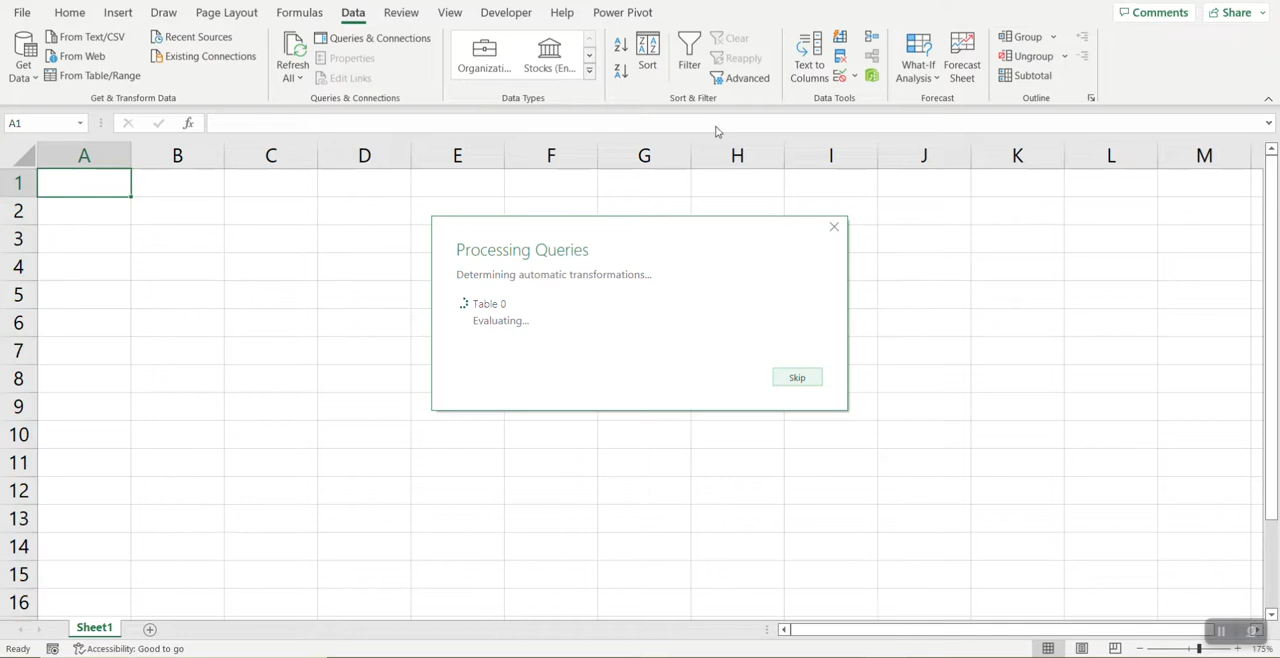 File Home Insert Draw Page Layout Formulas Data Review View Developer Help Power Pivot Comments Share
Get Data
From Text/CSV
From Web
From Table/Range
Recent Sources
Existing Connections
Get & Transform Data
Refresh All
Queries & Connections
Properties
Edit Links
Queries & Connections
Organizati...
Stocks (En...
Data Types
Sort
Filter
Clear
Reapply
Advanced
Sort & Filter
Text to Columns
Data Tools
What-If Analysis
Forecast Sheet
Forecast
Group
Ungroup
Subtotal
Outline
A1
fx
A B C D E F G H I J K L M
1
2
3
4
5
6
7
8
9
10
11
12
13
14
15
16
Processing Queries
Determining automatic transformations...
Table 0
Evaluating...
Skip
Sheet1
Ready
Accessibility: Good to go
175%